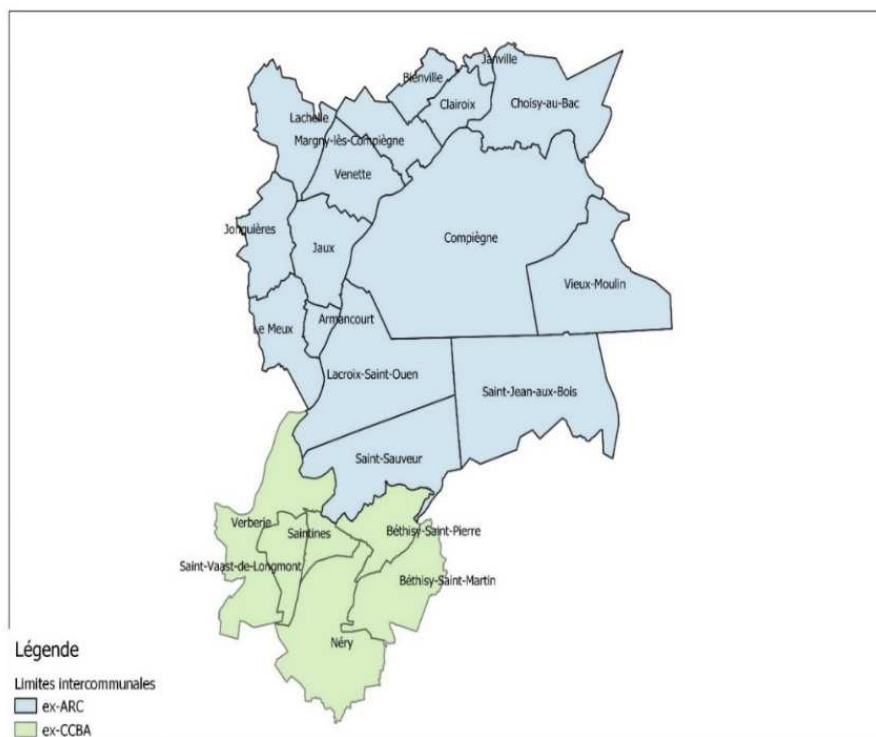 Janville
Biénville
Clairoix
Choisy-au-Bac
Lachelle
Margny-lès-Compiègne
Venette
Jonquières
Jaux
Compiègne
Vieux-Moulin
Armancourt
Le Meux
Lacroix-Saint-Ouen
Saint-Jean-aux-Bois
Saint-Sauveur
Verberie
Saintines
Béthisy-Saint-Pierre
Saint-Vaast-de-Longmont
Béthisy-Saint-Martin
Néry
Légende
Limites intercommunales
ex-ARC
ex-CCBA